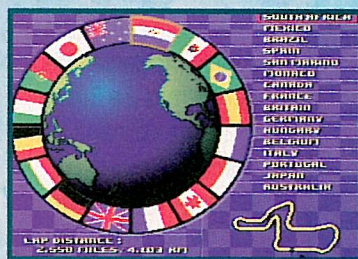 SOUTH AFRICA
MEXICO
BRAZIL
SPAIN
SAN MARINO
MONACO
CANADA
FRANCE
BRITAIN
GERMANY
HUNGARY
BELGIUM
ITALY
PORTUGAL
JAPAN
AUSTRALIA
LAP DISTANCE :
2.550 MILES, 4.103 KM